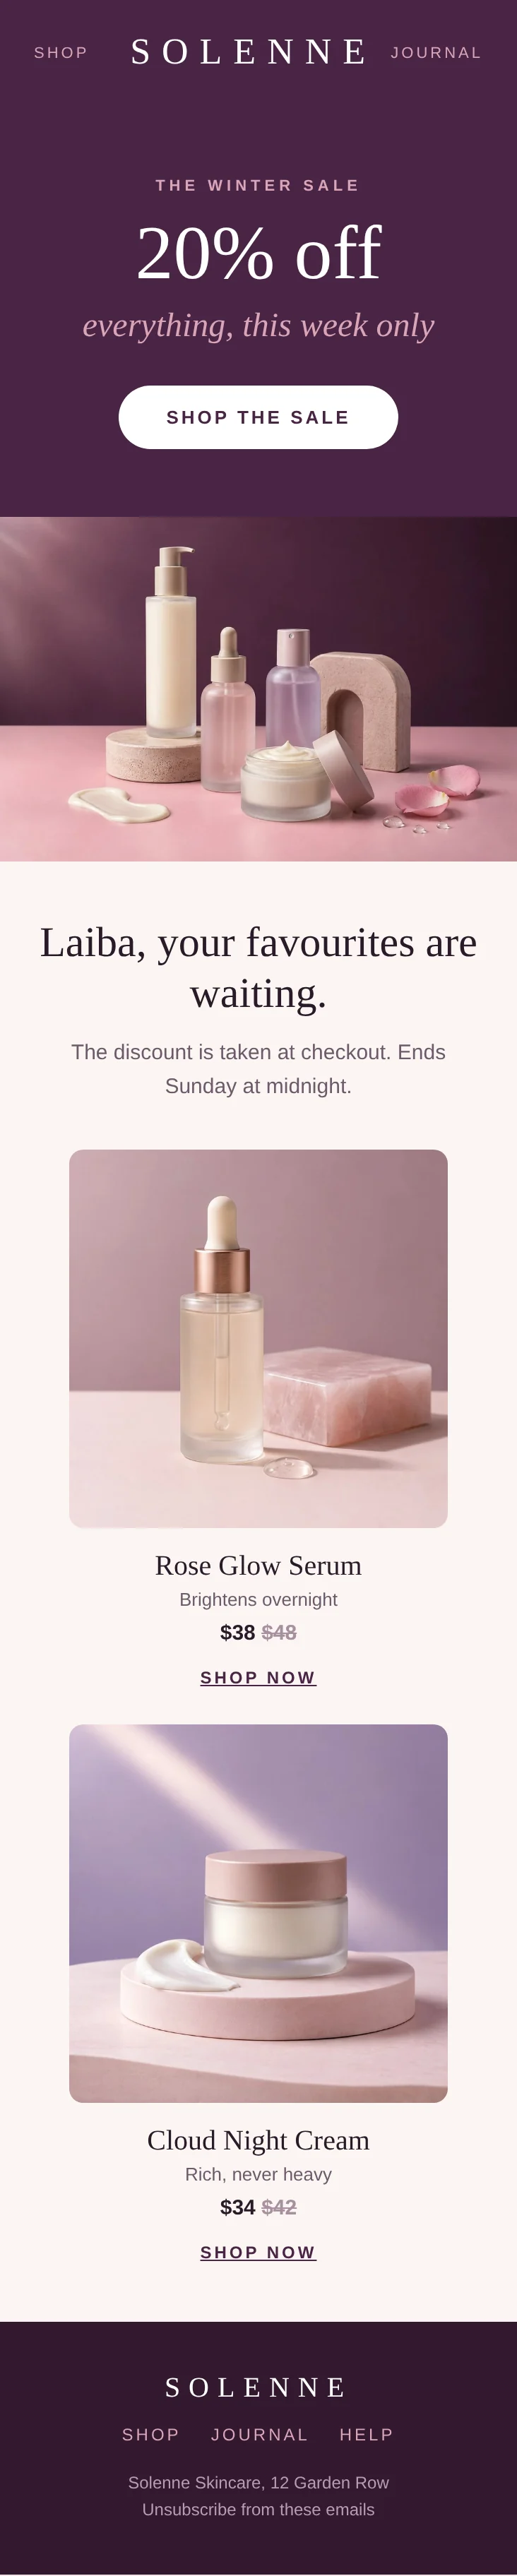 SHOP SOLENNE JOURNAL
THE WINTER SALE
20% off
everything, this week only
SHOP THE SALE
Laiba, your favourites are
waiting.
The discount is taken at checkout. Ends
Sunday at midnight.
Rose Glow Serum
Brightens overnight
$38 $48
SHOP NOW
Cloud Night Cream
Rich, never heavy
$34 $42
SHOP NOW
SOLENNE
SHOP JOURNAL HELP
Solenne Skincare, 12 Garden Row
Unsubscribe from these emails